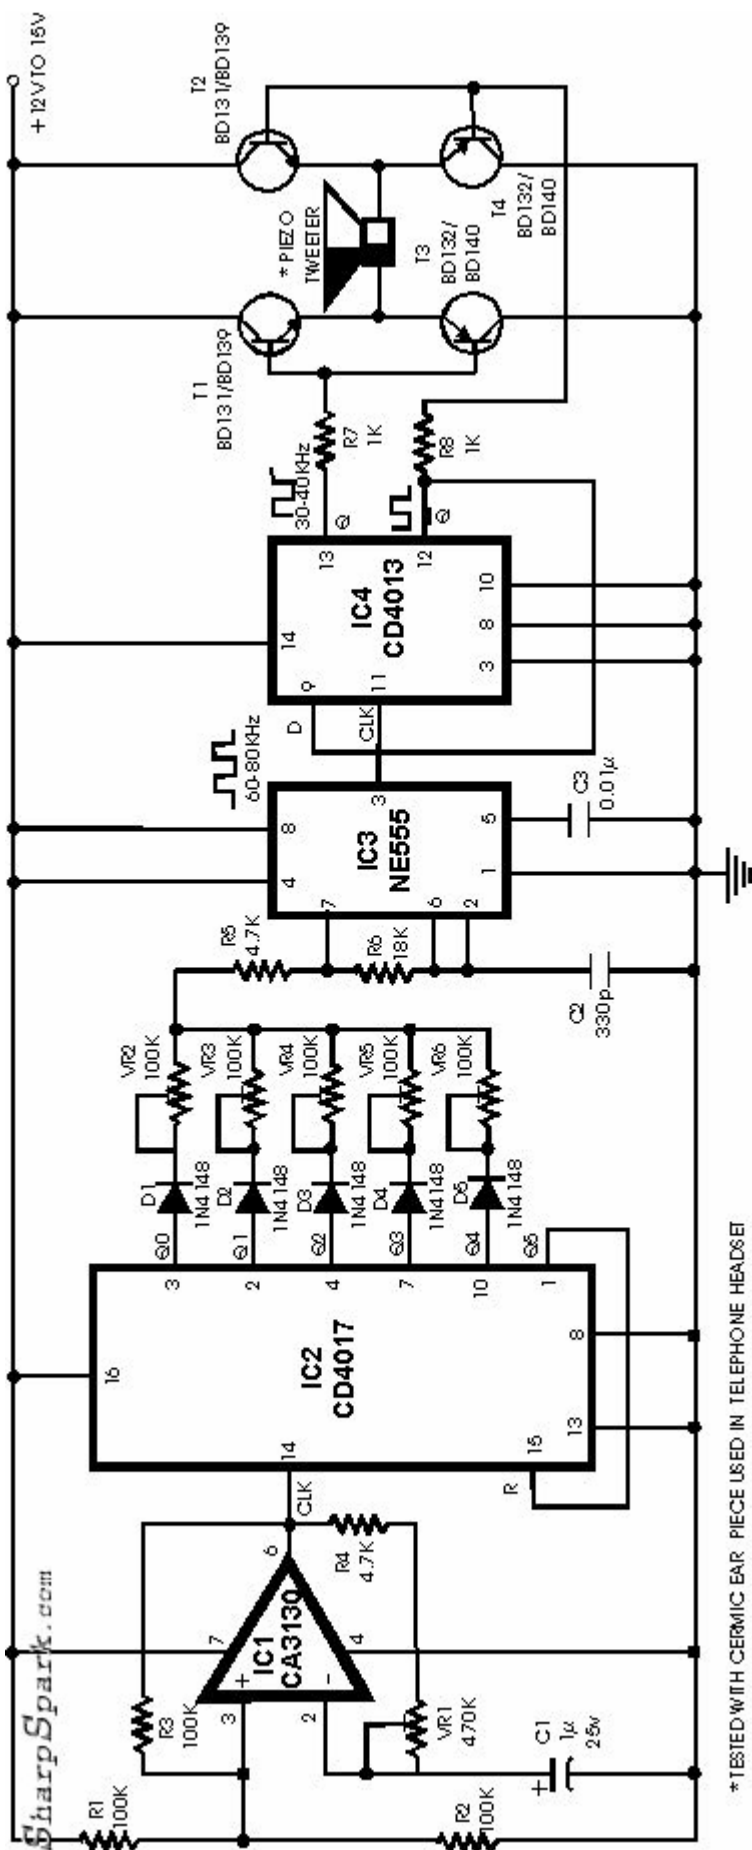 SharpSpark.com
+12V TO 15V
R1
100K
R2
100K
R3
100K
3
+
2
-
7
IC1
CA3130
4
6
R4
4.7K
VR1
470K
C1
1µ
25v
+
CLK
14
16
IC2
CD4017
R
15
13
8
3
Q0
2
Q1
4
Q2
7
Q3
10
Q4
1
Q5
D1
1N4148
D2
1N4148
D3
1N4148
D4
1N4148
D5
1N4148
VR2
100K
VR3
100K
VR4
100K
VR5
100K
VR6
100K
R5
4.7K
R6
18K
C2
330p
4
8
7
6
2
IC3
NE555
3
1
5
C3
0.01µ
60-80KHz
D
9
CLK
11
14
IC4
CD4013
3
8
10
13
Q
12
Q
30-40KHz
R7
1K
R8
1K
T1
BD131/BD139
T2
BD131/BD139
* PIEZO
TWEETER
T3
BD132/
BD140
T4
BD132/
BD140
*TESTED WITH CERMIC EAR PIECE USED IN TELEPHONE HEADSET